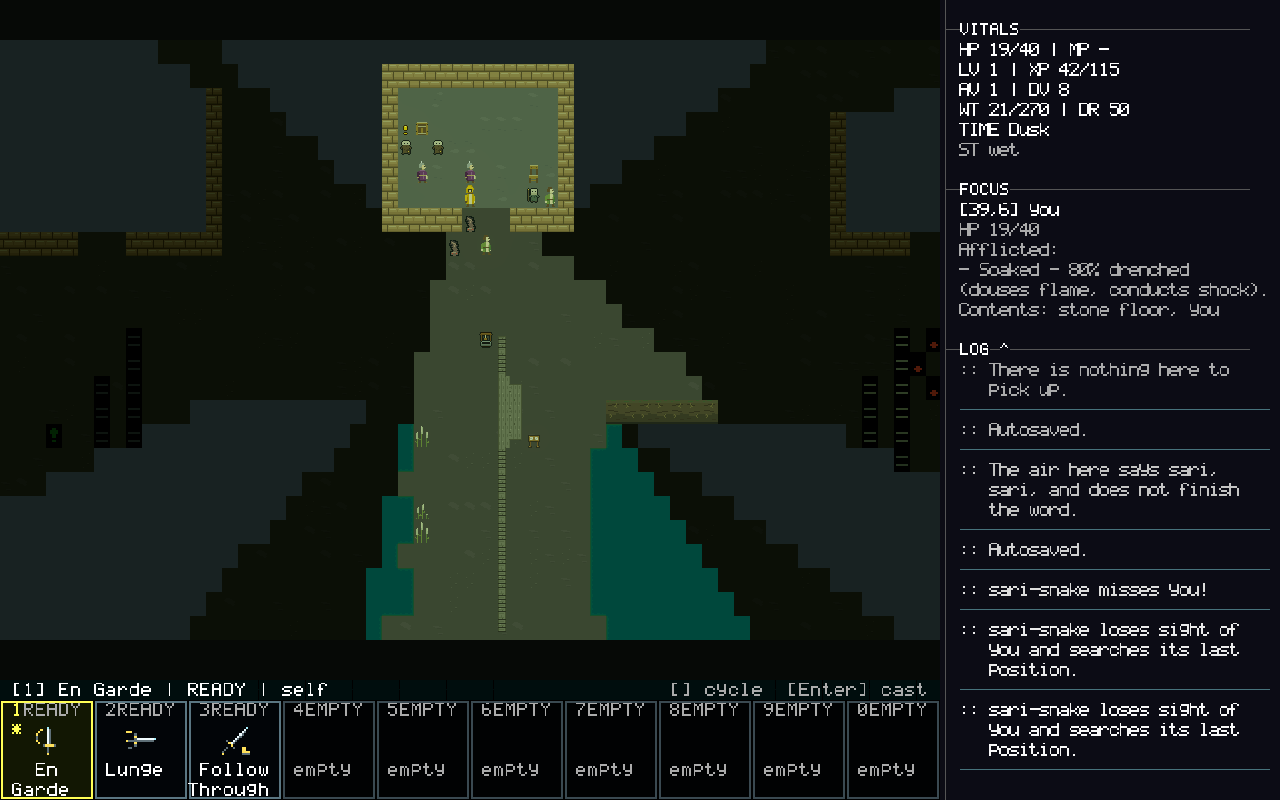 VITALS
HP 19/40 | MP -
LV 1 | XP 42/115
AV 1 | DV 8
WT 21/270 | DR 50
TIME Dusk
ST wet
FOCUS
[39,6] You
HP 19/40
Afflicted:
- Soaked - 80% drenched
(douses flame, conducts shock).
Contents: stone floor, You
LOG ^
:: There is nothing here to
Pick up.
:: Autosaved.
:: The air here says sari,
sari, and does not finish
the word.
:: Autosaved.
:: sari-snake misses You!
:: sari-snake loses sight of
You and searches its last
Position.
:: sari-snake loses sight of
You and searches its last
Position.
[1] En Garde | READY | self
[] cycle [Enter] cast
1READY 2READY 3READY 4EMPTY 5EMPTY 6EMPTY 7EMPTY 8EMPTY 9EMPTY 0EMPTY
*
En Lunge Follow empty empty empty empty empty empty empty
Garde Through